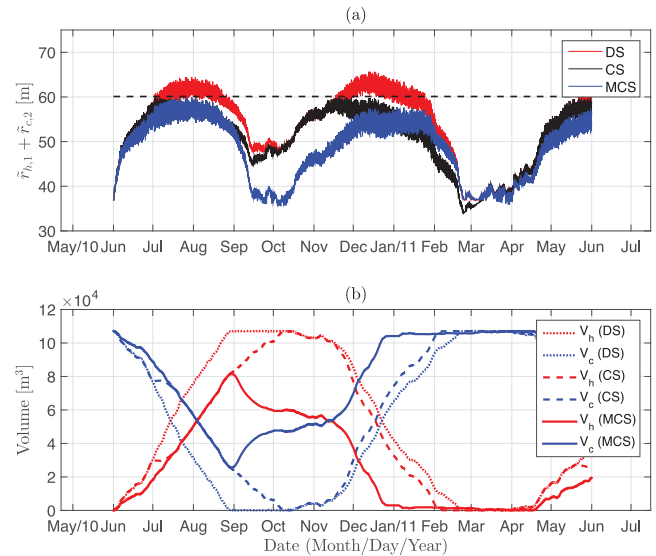 (a)
70
60
50
40
30
r̃h,1 + r̃c,2 [m]
DS
CS
MCS
May/10 Jun Jul Aug Sep Oct Nov Dec Jan/11 Feb Mar Apr May Jun Jul
(b)
× 10⁴
12
10
8
6
4
2
0
Volume [m³]
Vh (DS)
Vc (DS)
Vh (CS)
Vc (CS)
Vh (MCS)
Vc (MCS)
May/10 Jun Jul Aug Sep Oct Nov Dec Jan/11 Feb Mar Apr May Jun Jul
Date (Month/Day/Year)